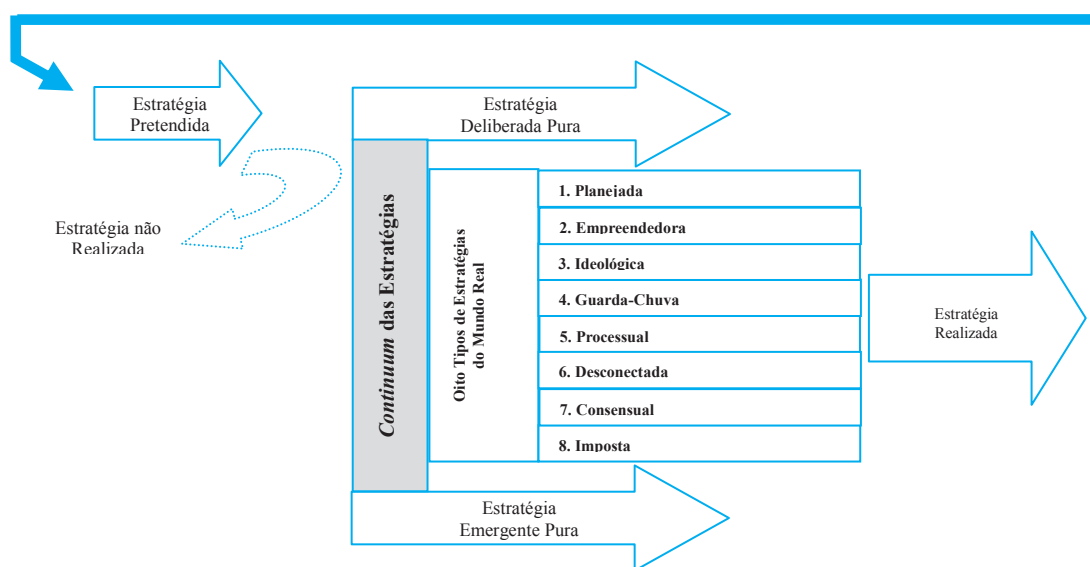 Estratégia
Pretendida
Estratégia
Deliberada Pura
Estratégia não
Realizada
Continuum das Estratégias
Oito Tipos de Estratégias
do Mundo Real
1. Planejada
2. Empreendedora
3. Ideológica
4. Guarda-Chuva
5. Processual
6. Desconectada
7. Consensual
8. Imposta
Estratégia
Realizada
Estratégia
Emergente Pura